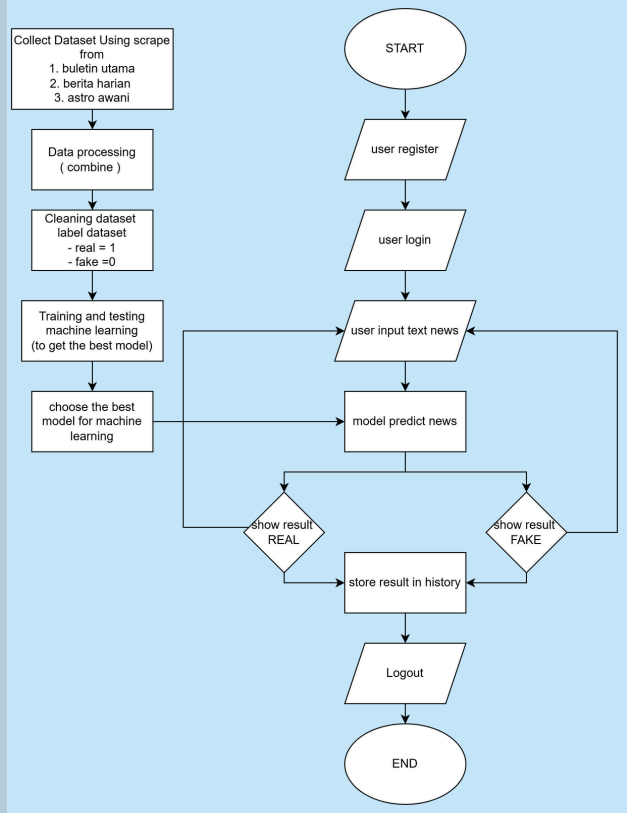 Collect Dataset Using scrape
from
1. buletin utama
2. berita harian
3. astro awani
Data processing
( combine )
Cleaning dataset
label dataset
- real = 1
- fake =0
Training and testing
machine learning
(to get the best model)
choose the best
model for machine
learning
START
user register
user login
user input text news
model predict news
show result
REAL
show result
FAKE
store result in history
Logout
END